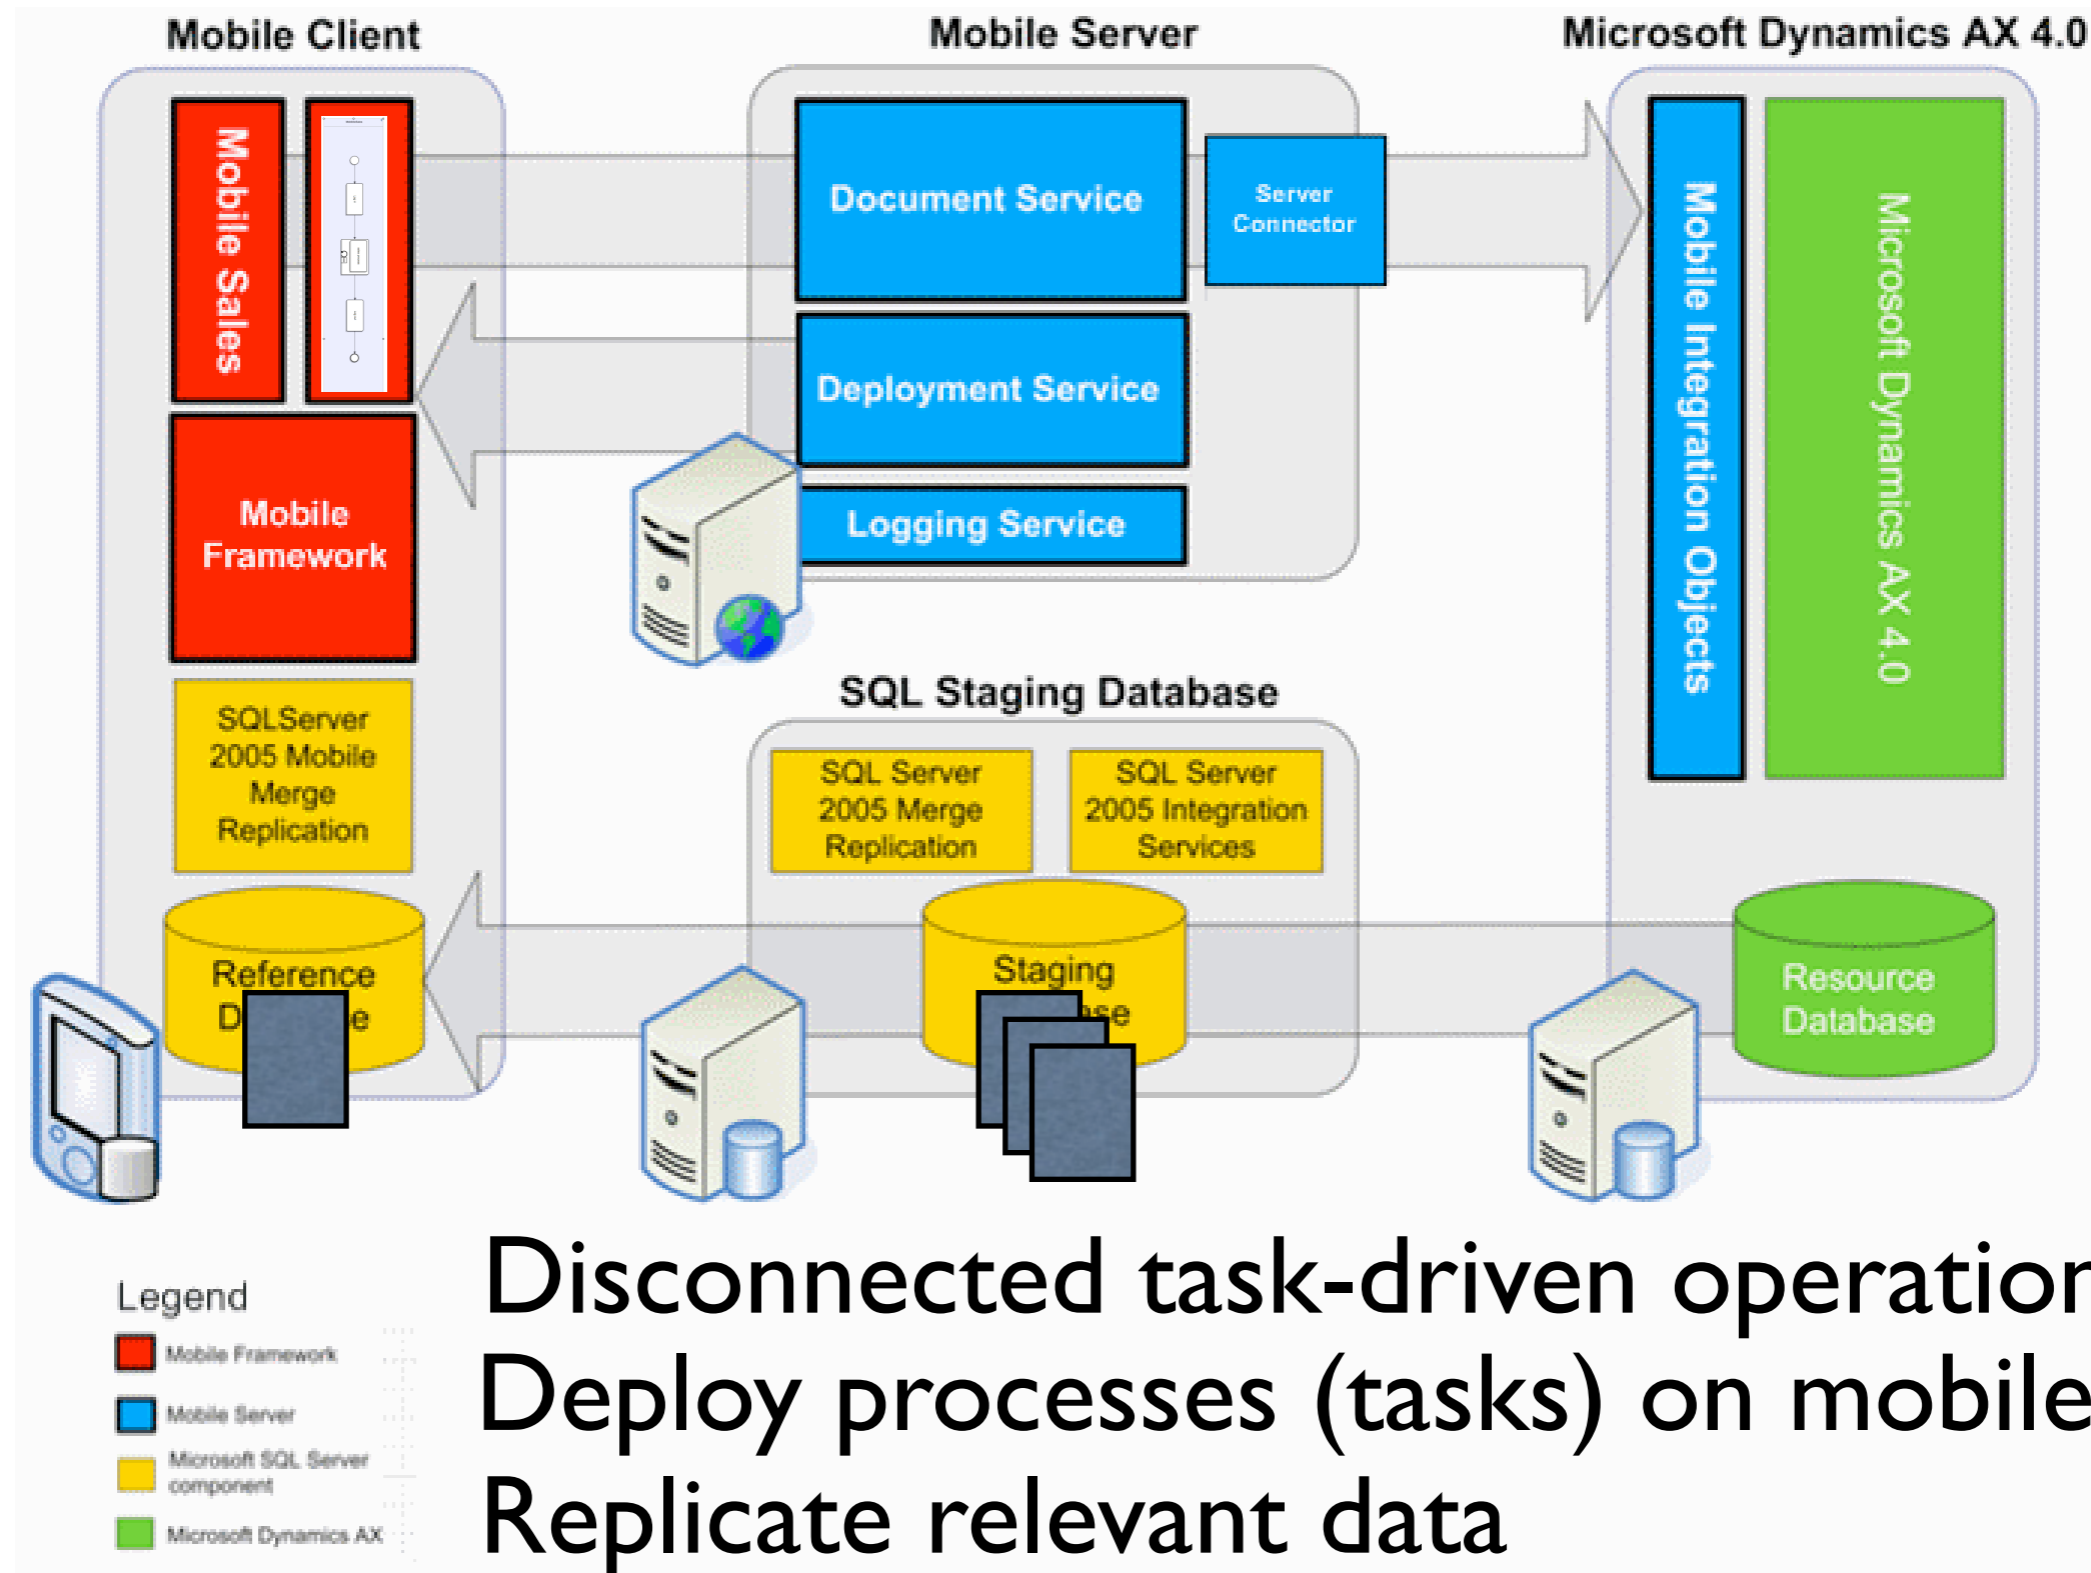 Mobile Client
Mobile Server
Microsoft Dynamics AX 4.0
Mobile Sales
Document Service
Server
Connector
Mobile Integration Objects
Microsoft Dynamics AX 4.0
Deployment Service
Mobile
Framework
Logging Service
SQL Staging Database
SQLServer
2005 Mobile
Merge
Replication
SQL Server
2005 Merge
Replication
SQL Server
2005 Integration
Services
Reference
Staging
Resource
Database
Legend
Mobile Framework
Mobile Server
Microsoft SQL Server
component
Microsoft Dynamics AX
Disconnected task-driven operation
Deploy processes (tasks) on mobile
Replicate relevant data